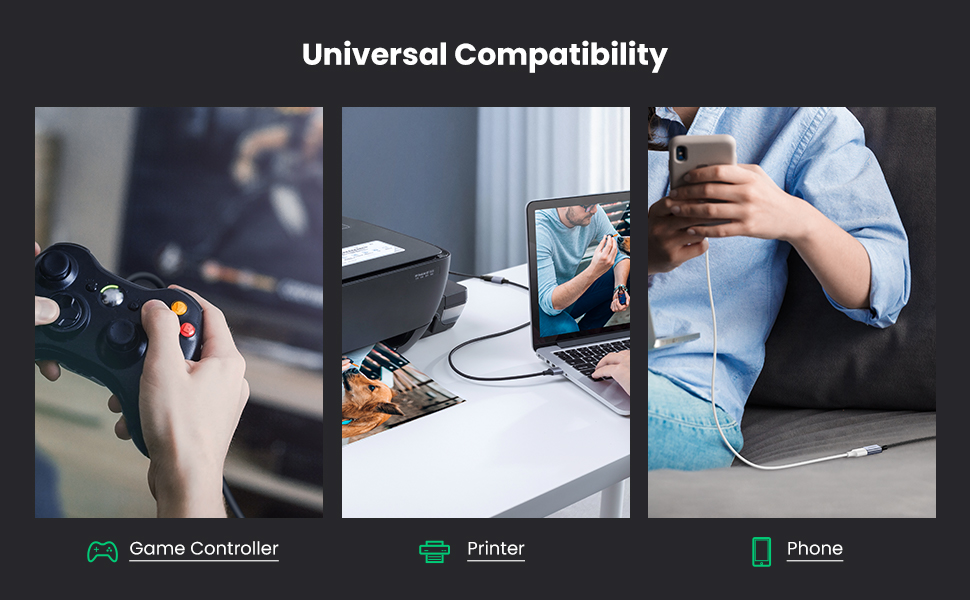 Universal Compatibility
Game Controller
Printer
Phone